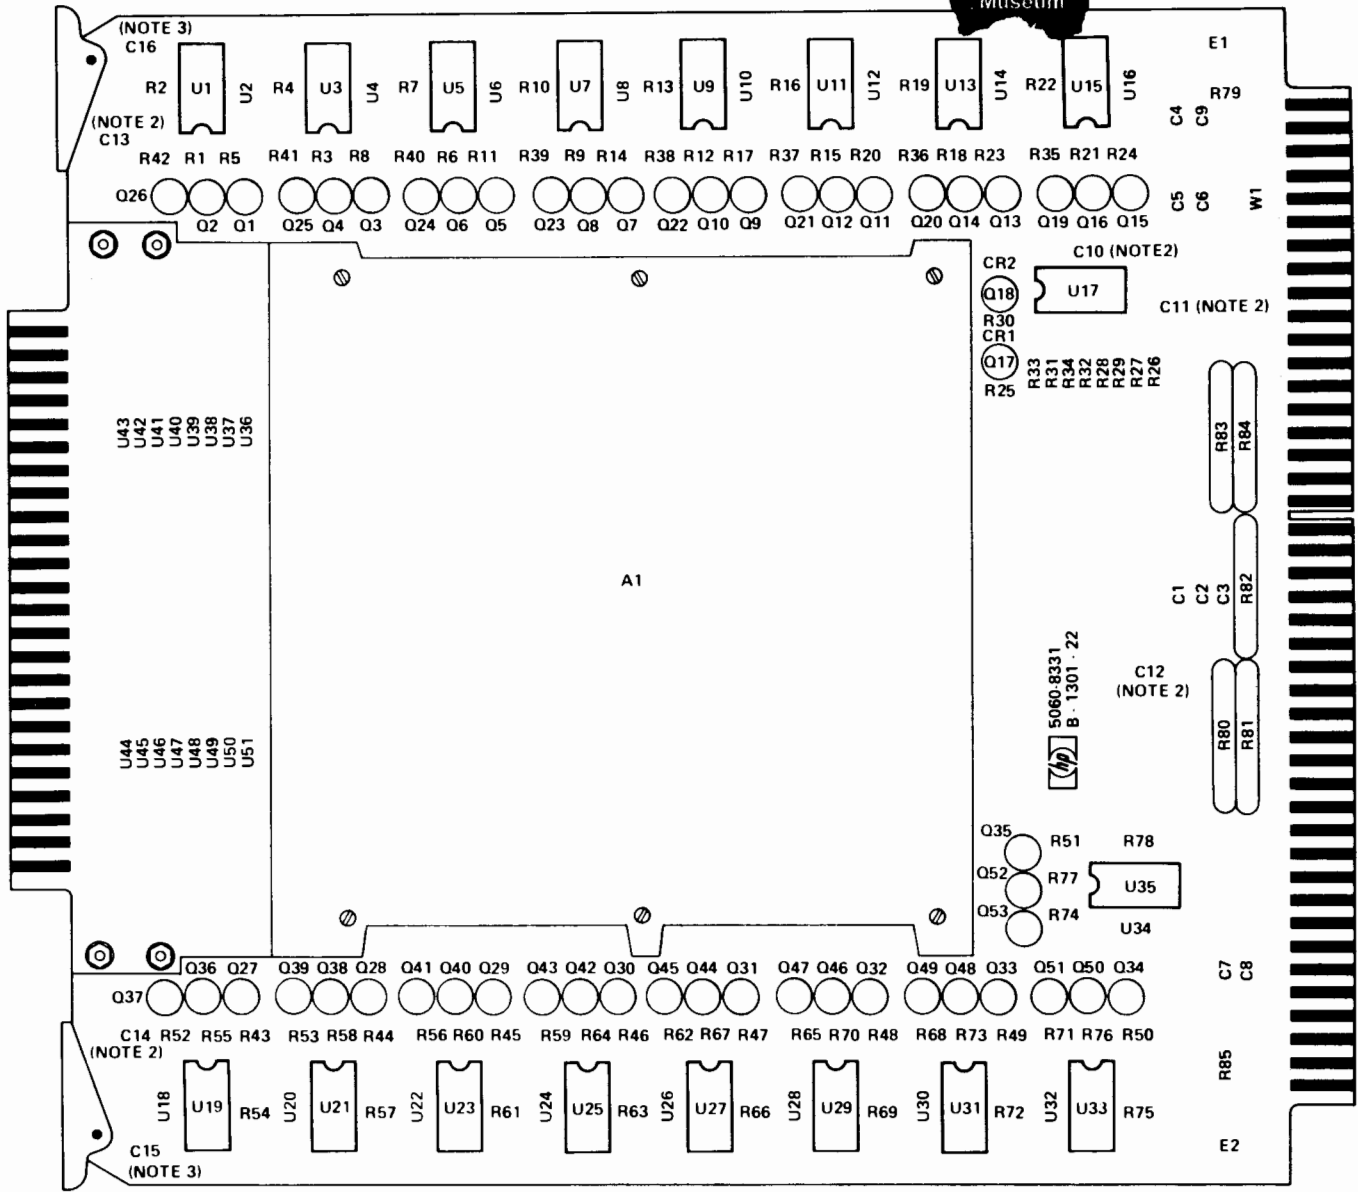 Museum
(NOTE 3)
C16
E1
R2 U1 U2 R4 U3 U4 R7 U5 U6 R10 U7 U8 R13 U9 U10 R16 U11 U12 R19 U13 U14 R22 U15 U16
R79
C4 C9
(NOTE 2)
C13
R42 R1 R5 R41 R3 R8 R40 R6 R11 R39 R9 R14 R38 R12 R17 R37 R15 R20 R36 R18 R23 R35 R21 R24
Q26
C5 C6 W1
Q2 Q1 Q25 Q4 Q3 Q24 Q6 Q5 Q23 Q8 Q7 Q22 Q10 Q9 Q21 Q12 Q11 Q20 Q14 Q13 Q19 Q16 Q15
C10 (NOTE2)
CR2
Q18
U17
C11 (NOTE 2)
R30
CR1
Q17
R33 R31 R34 R32 R28 R29 R27 R26
R25
U43 U42 U41 U40 U39 U38 U37 U36
R83 R84
A1
C1 C2 C3 R82
5060-8331
B - 1301 - 22
C12
(NOTE 2)
U44 U45 U46 U47 U48 U49 U50 U51
R80 R81
hp
Q35
R51 R78
Q52
R77
U35
Q53
R74
U34
Q36 Q27 Q39 Q38 Q28 Q41 Q40 Q29 Q43 Q42 Q30 Q45 Q44 Q31 Q47 Q46 Q32 Q49 Q48 Q33 Q51 Q50 Q34
C7 C8
Q37
C14 R52 R55 R43 R53 R58 R44 R56 R60 R45 R59 R64 R46 R62 R67 R47 R65 R70 R48 R68 R73 R49 R71 R76 R50
(NOTE 2)
R85
U18 U19 R54 U20 U21 R57 U22 U23 R61 U24 U25 R63 U26 U27 R66 U28 U29 R69 U30 U31 R72 U32 U33 R75
C15
(NOTE 3)
E2